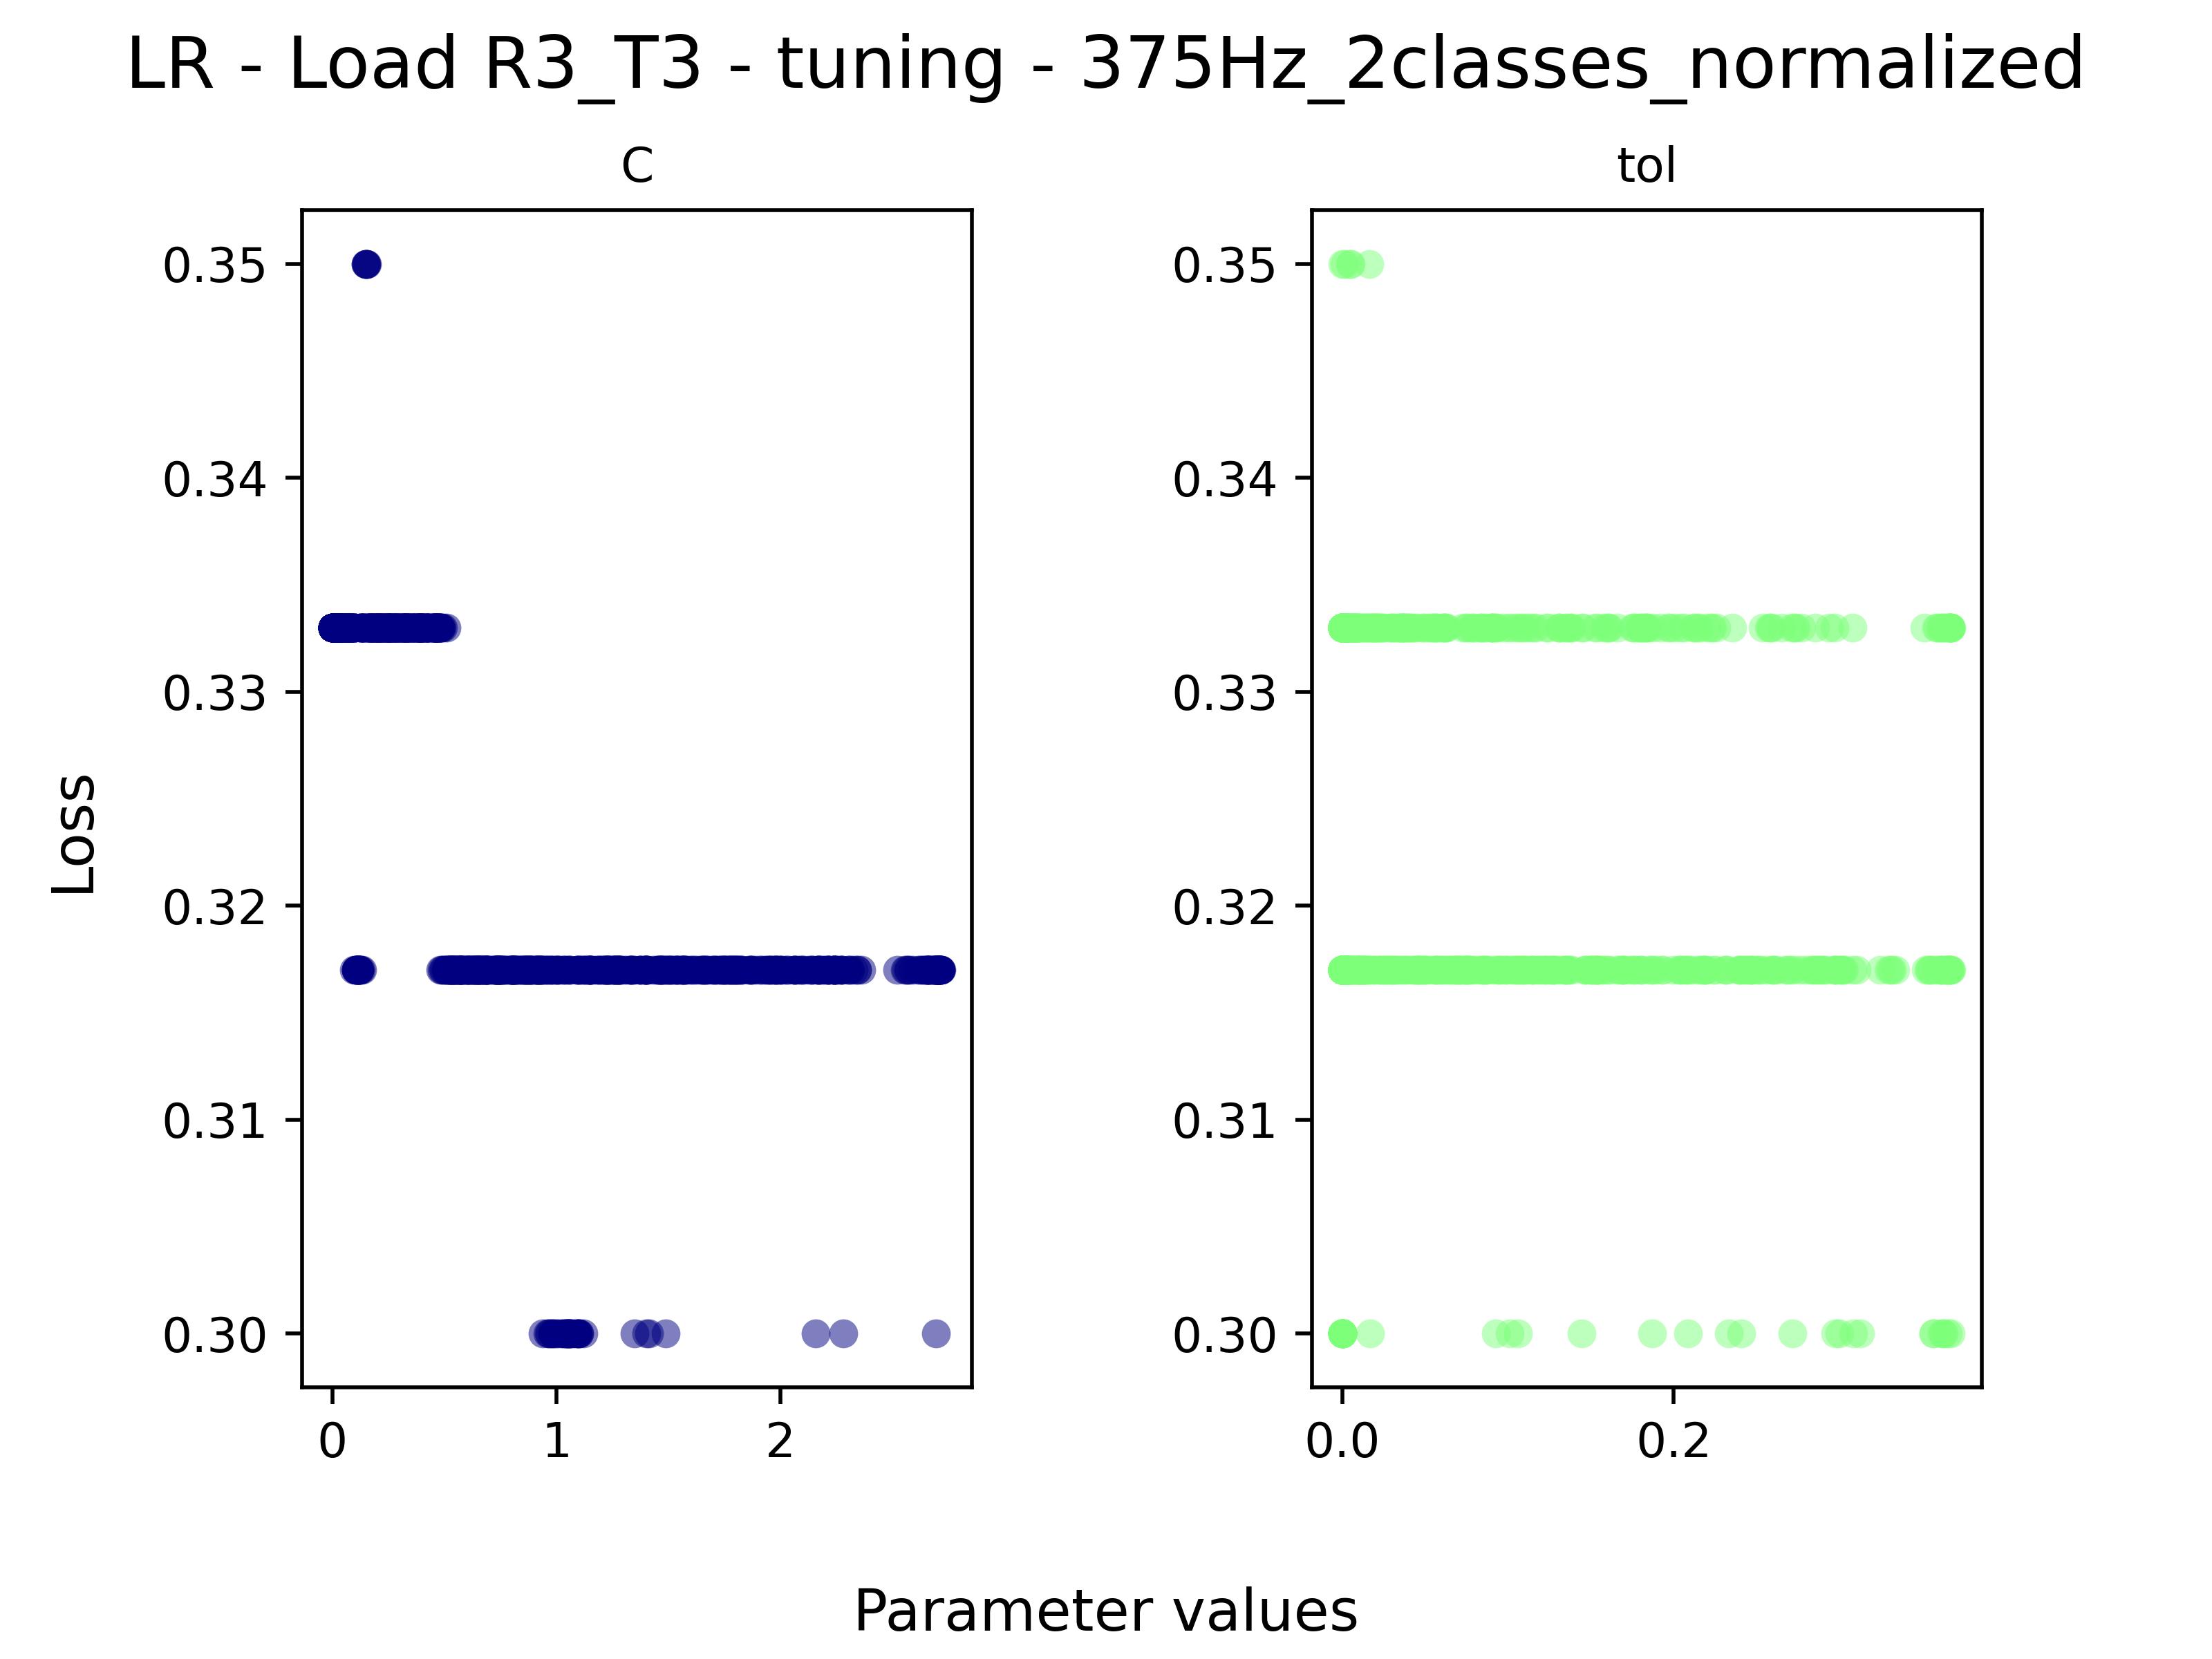 LR - Load R3_T3 - tuning - 375Hz_2classes_normalized
C
tol
0.35
0.34
0.33
0.32
0.31
0.30
0.35
0.34
0.33
0.32
0.31
0.30
Loss
0 1 2
0.0 0.2
Parameter values